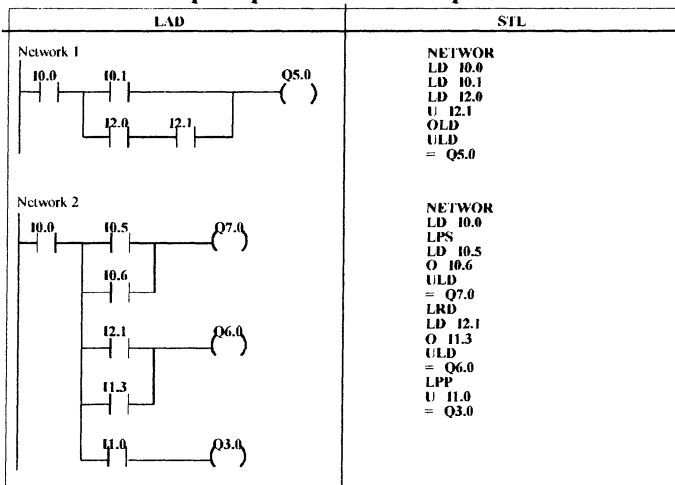 LAD
STL
Network 1
I0.0
I0.1
Q5.0
I2.0
I2.1
NETWOR
LD I0.0
LD I0.1
LD I2.0
U I2.1
OLD
ULD
= Q5.0
Network 2
I0.0
I0.5
Q7.0
I0.6
I2.1
Q6.0
I1.3
I1.0
Q3.0
NETWOR
LD I0.0
LPS
LD I0.5
O I0.6
ULD
= Q7.0
LRD
LD I2.1
O I1.3
ULD
= Q6.0
LPP
U I1.0
= Q3.0